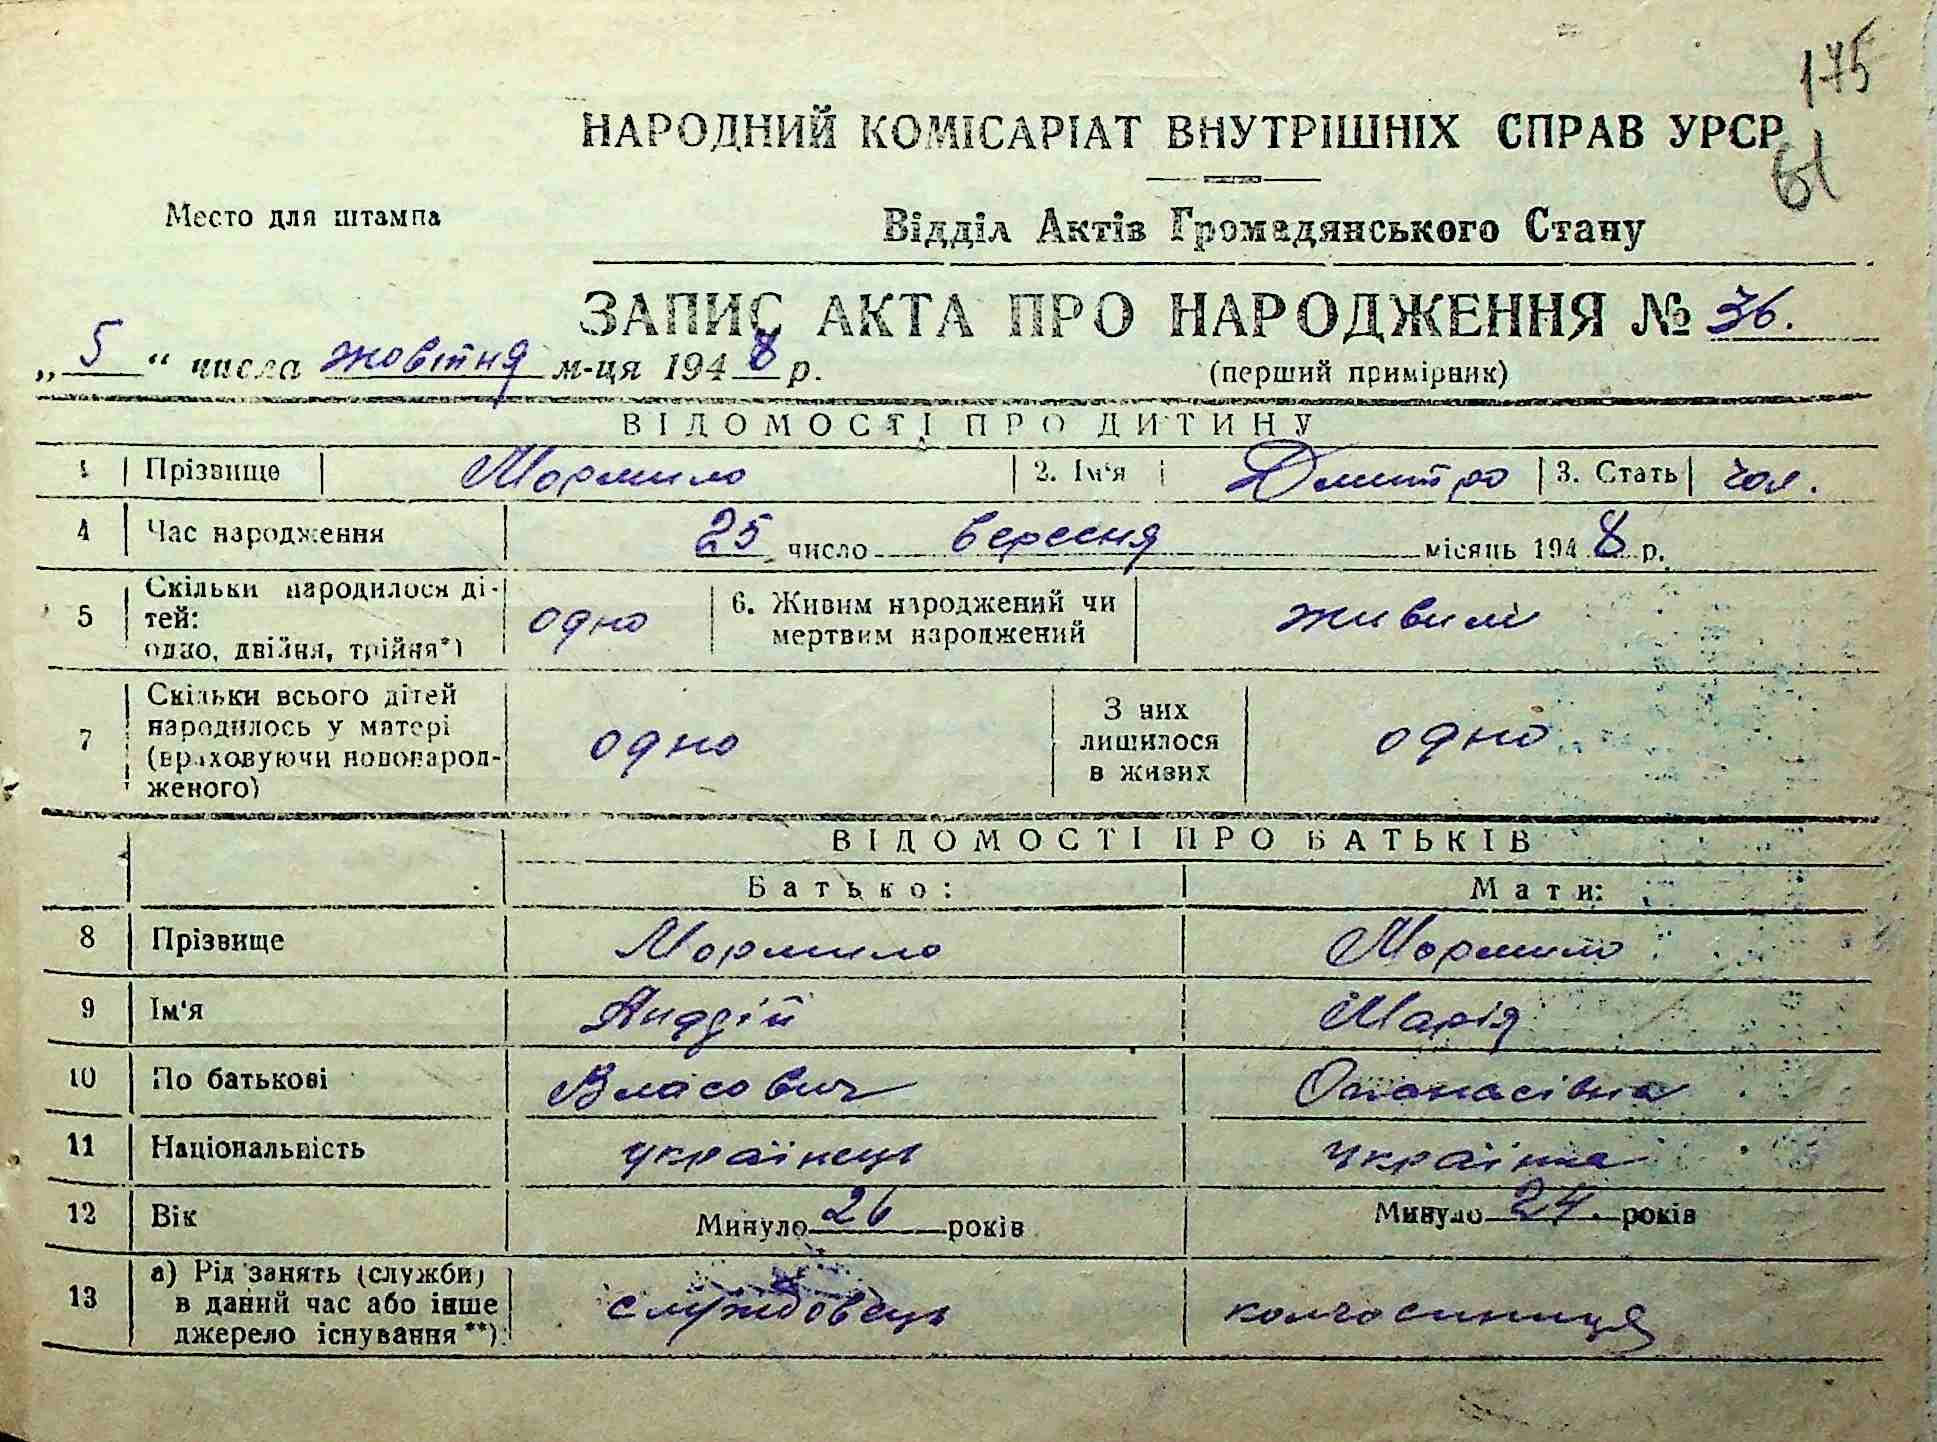 175
НАРОДНИЙ КОМІСАРІАТ ВНУТРІШНІХ СПРАВ УРСР
61
Место для штампа
Відділ Актів Громадянського Стану
ЗАПИС АКТА ПРО НАРОДЖЕННЯ № 36.
„5“ числа жовтня м-ця 1948 р.
(перший примірник)
ВІДОМОСТІ ПРО ДИТИНУ
1 Прізвище Мормило 2. Ім'я Дмитро 3. Стать чол.
4 Час народження 25 число вересня місяць 1948 р.
5 Скільки народилося ді-
тей:
одно, двійня, трійня*)
одно
6. Живим народжений чи
мертвим народжений
живим
7 Скільки всього дітей
народилось у матері
(враховуючи новонарод-
женого)
одно
З них
лишилося
в живих
одно
ВІДОМОСТІ ПРО БАТЬКІВ
Батько: Мати:
8 Прізвище Мормило Мормило
9 Ім'я Андрій Марія
10 По батькові Власович Опанасівна
11 Національність українець українка
12 Вік Минуло 26 років Минуло 24. років
13 а) Рід занять (служби)
в даний час або інше
джерело існування**).
службовець колгосниця